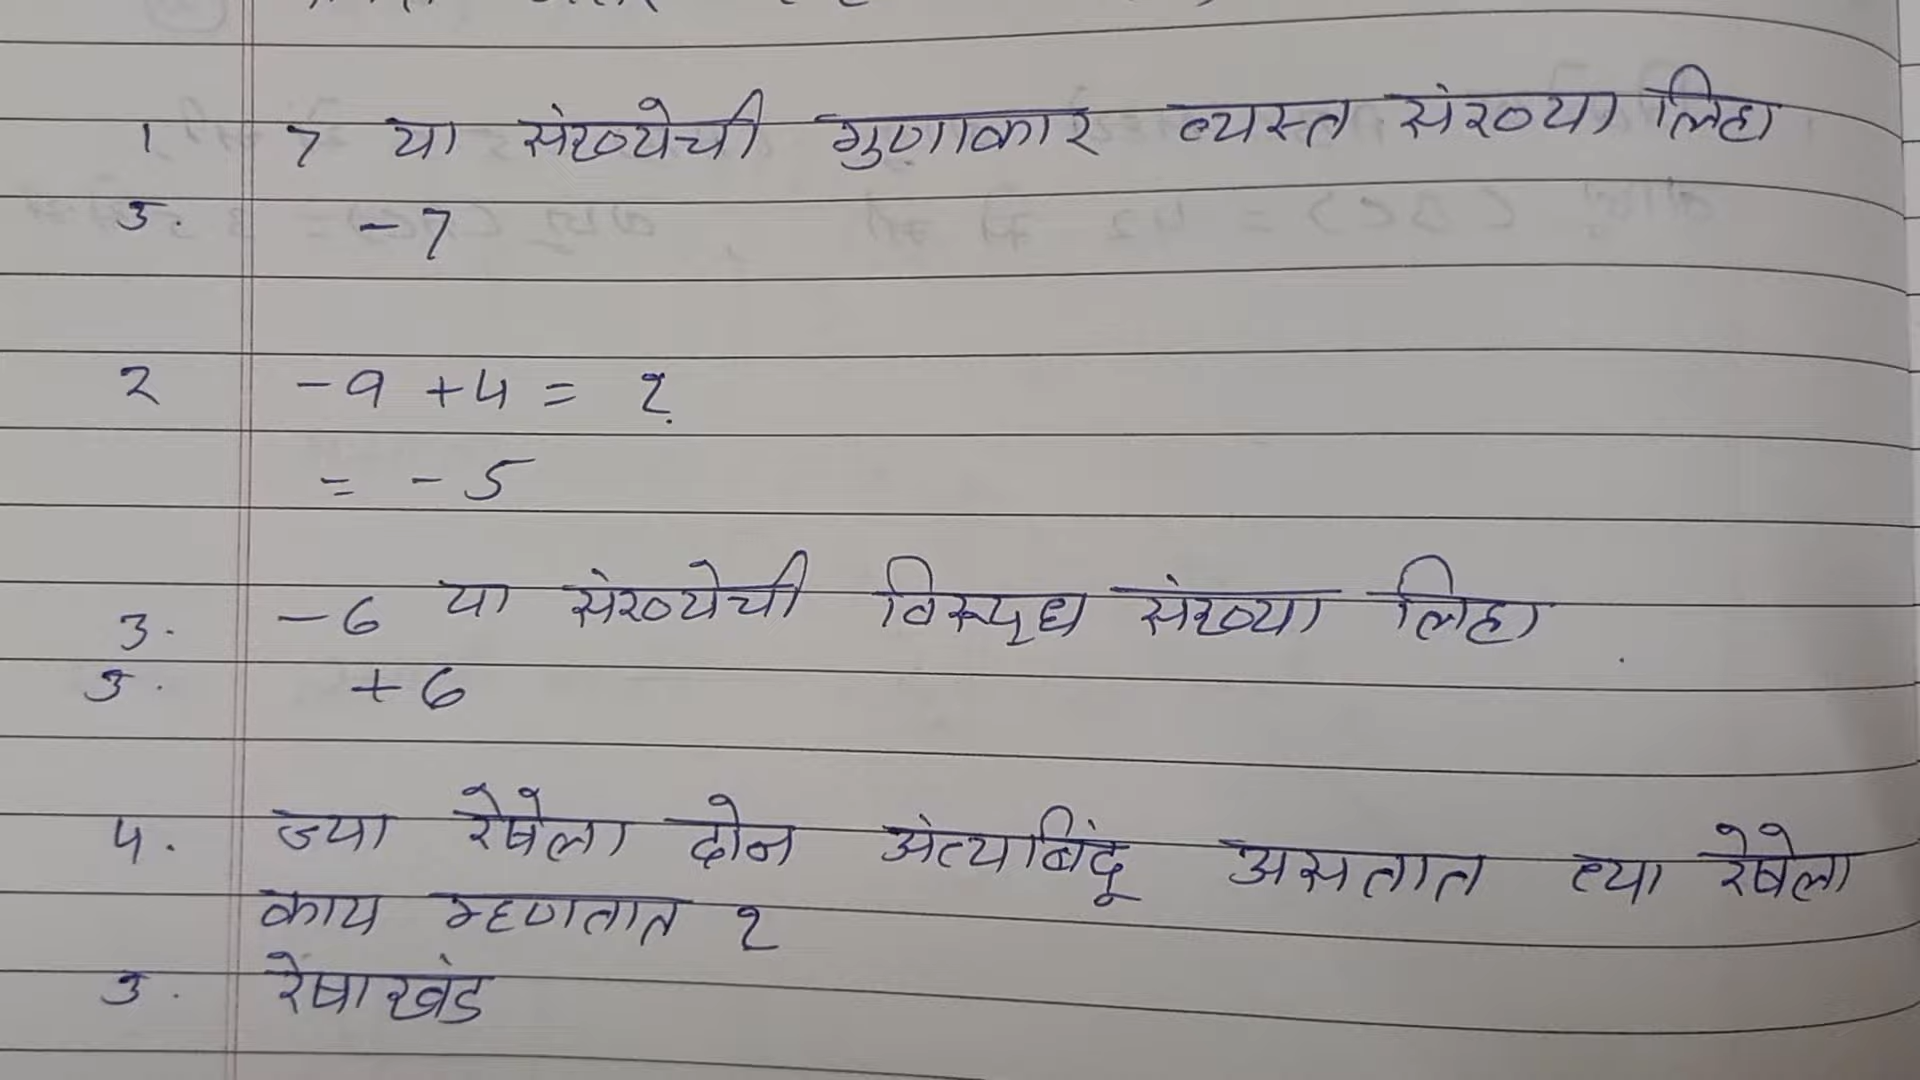 1 7 या संख्येची गुणाकार व्यस्त संख्या लिहा
उ. -7
2 -9 +4 = ?
= -5
3. -6 या संख्येची विरूद्ध संख्या लिहा
उ. +6
4. ज्या रेषेला दोन अंत्यबिंदू असतात त्या रेषेला
काय म्हणतात ?
उ. रेषाखंड